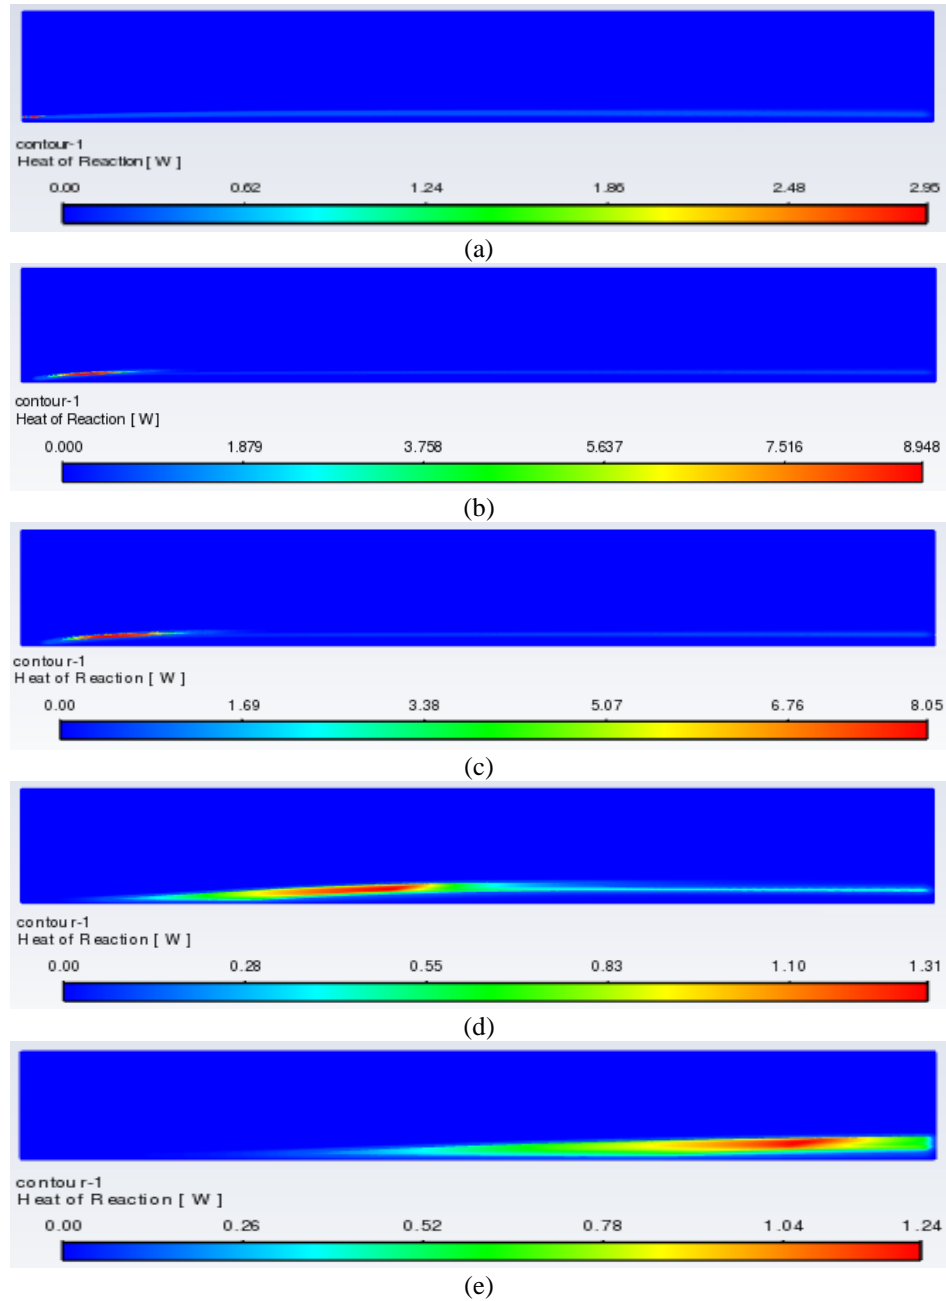 contour-1
Heat of Reaction [ W ]
0.00 0.62 1.24 1.86 2.48 2.95
(a)
contour-1
Heat of Reaction [ W ]
0.000 1.879 3.758 5.637 7.516 8.948
(b)
contour-1
Heat of Reaction [ W ]
0.00 1.69 3.38 5.07 6.76 8.05
(c)
contour-1
Heat of Reaction [ W ]
0.00 0.28 0.55 0.83 1.10 1.31
(d)
contour-1
Heat of Reaction [ W ]
0.00 0.26 0.52 0.78 1.04 1.24
(e)